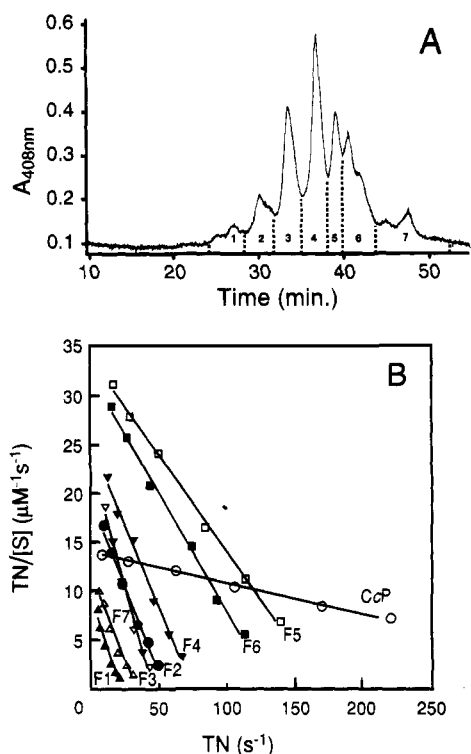 A
0.6
0.5
0.4
0.3
0.2
0.1
A408nm
1 2 3 4 5 6 7
10 20 30 40 50
Time (min.)
B
35
30
25
20
15
10
5
TN/[S] (μM⁻¹s⁻¹)
CcP
F7
F4
F6
F5
F1
F3
F2
0 50 100 150 200 250
TN (s⁻¹)